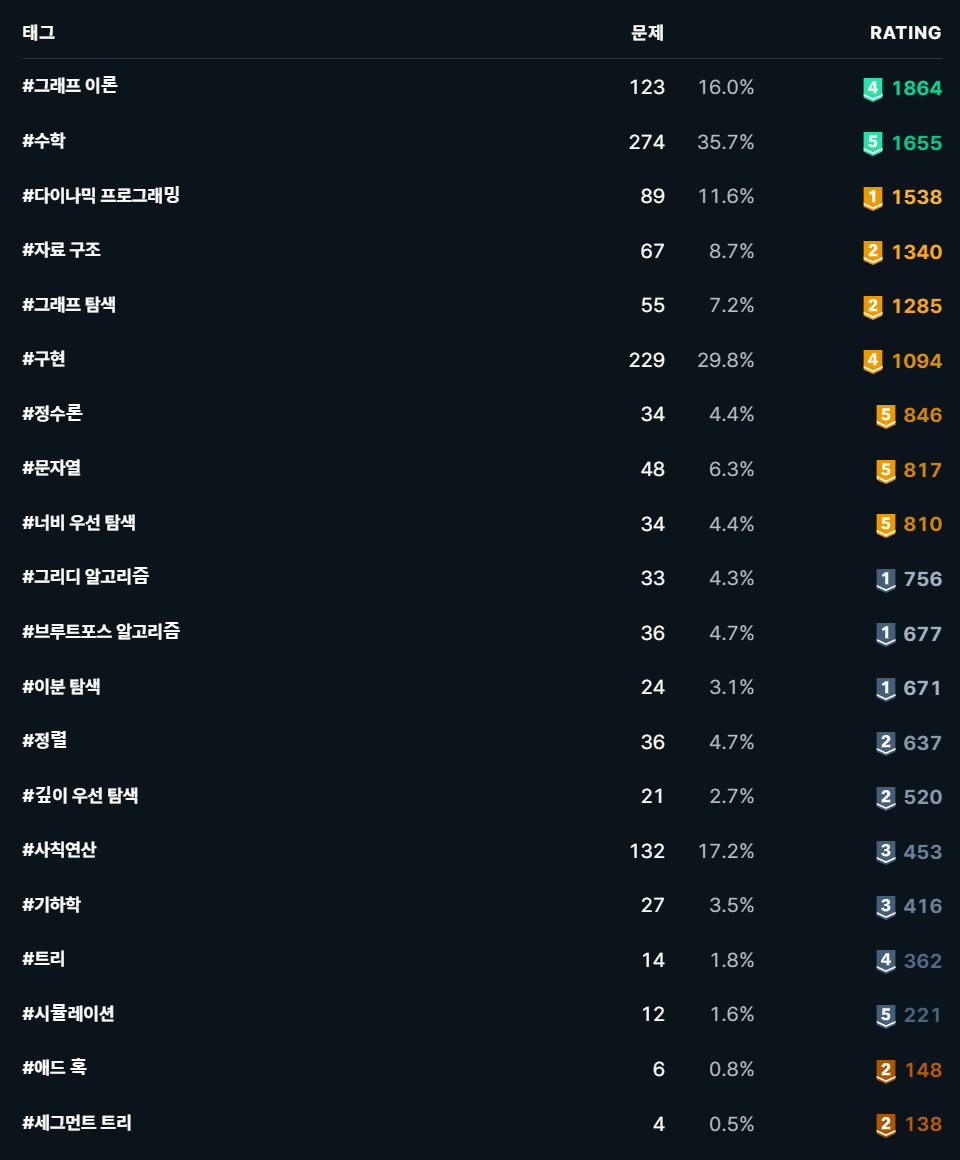 태그 문제 RATING
#그래프 이론 123 16.0% 4 1864
#수학 274 35.7% 5 1655
#다이나믹 프로그래밍 89 11.6% 1 1538
#자료 구조 67 8.7% 2 1340
#그래프 탐색 55 7.2% 2 1285
#구현 229 29.8% 4 1094
#정수론 34 4.4% 5 846
#문자열 48 6.3% 5 817
#너비 우선 탐색 34 4.4% 5 810
#그리디 알고리즘 33 4.3% 1 756
#브루트포스 알고리즘 36 4.7% 1 677
#이분 탐색 24 3.1% 1 671
#정렬 36 4.7% 2 637
#깊이 우선 탐색 21 2.7% 2 520
#사칙연산 132 17.2% 3 453
#기하학 27 3.5% 3 416
#트리 14 1.8% 4 362
#시뮬레이션 12 1.6% 5 221
#애드 혹 6 0.8% 2 148
#세그먼트 트리 4 0.5% 2 138